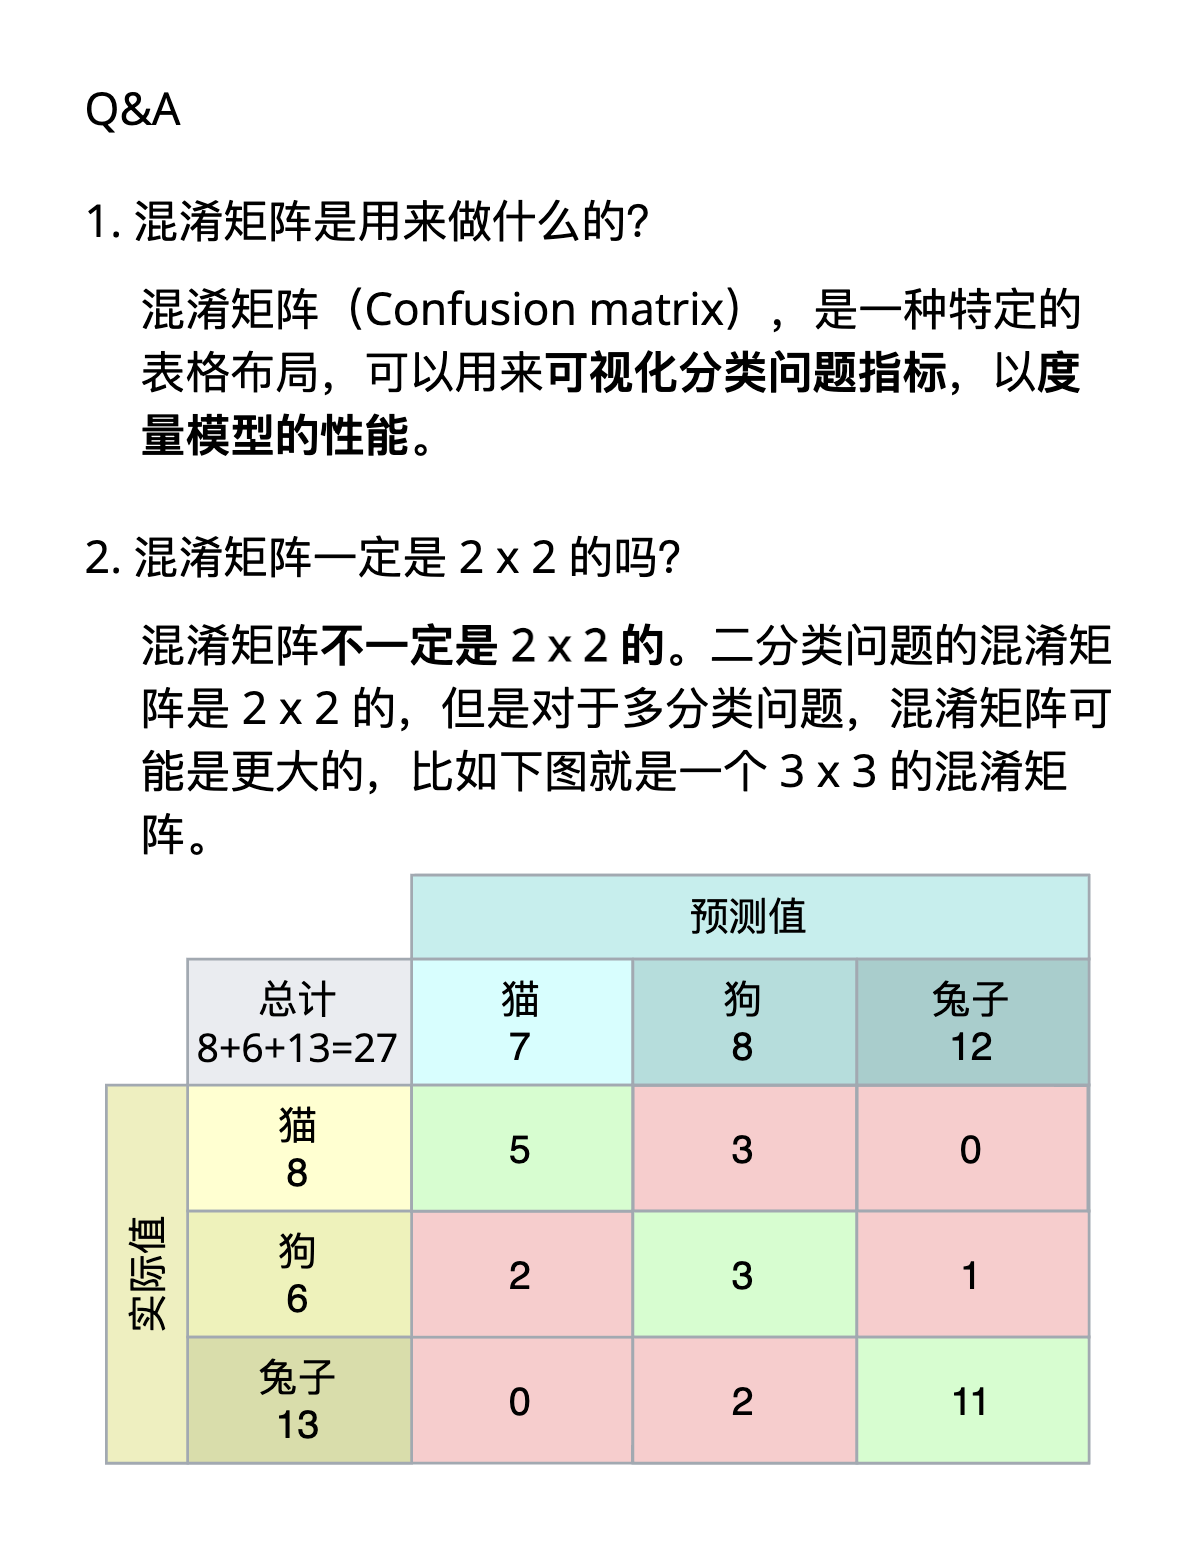 Q&A
1. 混淆矩阵是用来做什么的？
混淆矩阵（Confusion matrix），是一种特定的
表格布局，可以用来可视化分类问题指标，以度
量模型的性能。
2. 混淆矩阵一定是 2 x 2 的吗？
混淆矩阵不一定是 2 x 2 的。二分类问题的混淆矩
阵是 2 x 2 的，但是对于多分类问题，混淆矩阵可
能是更大的，比如下图就是一个 3 x 3 的混淆矩
阵。
预测值
总计 猫 狗 兔子
8+6+13=27 7 8 12
实际值
猫
8 5 3 0
狗
6 2 3 1
兔子
13 0 2 11